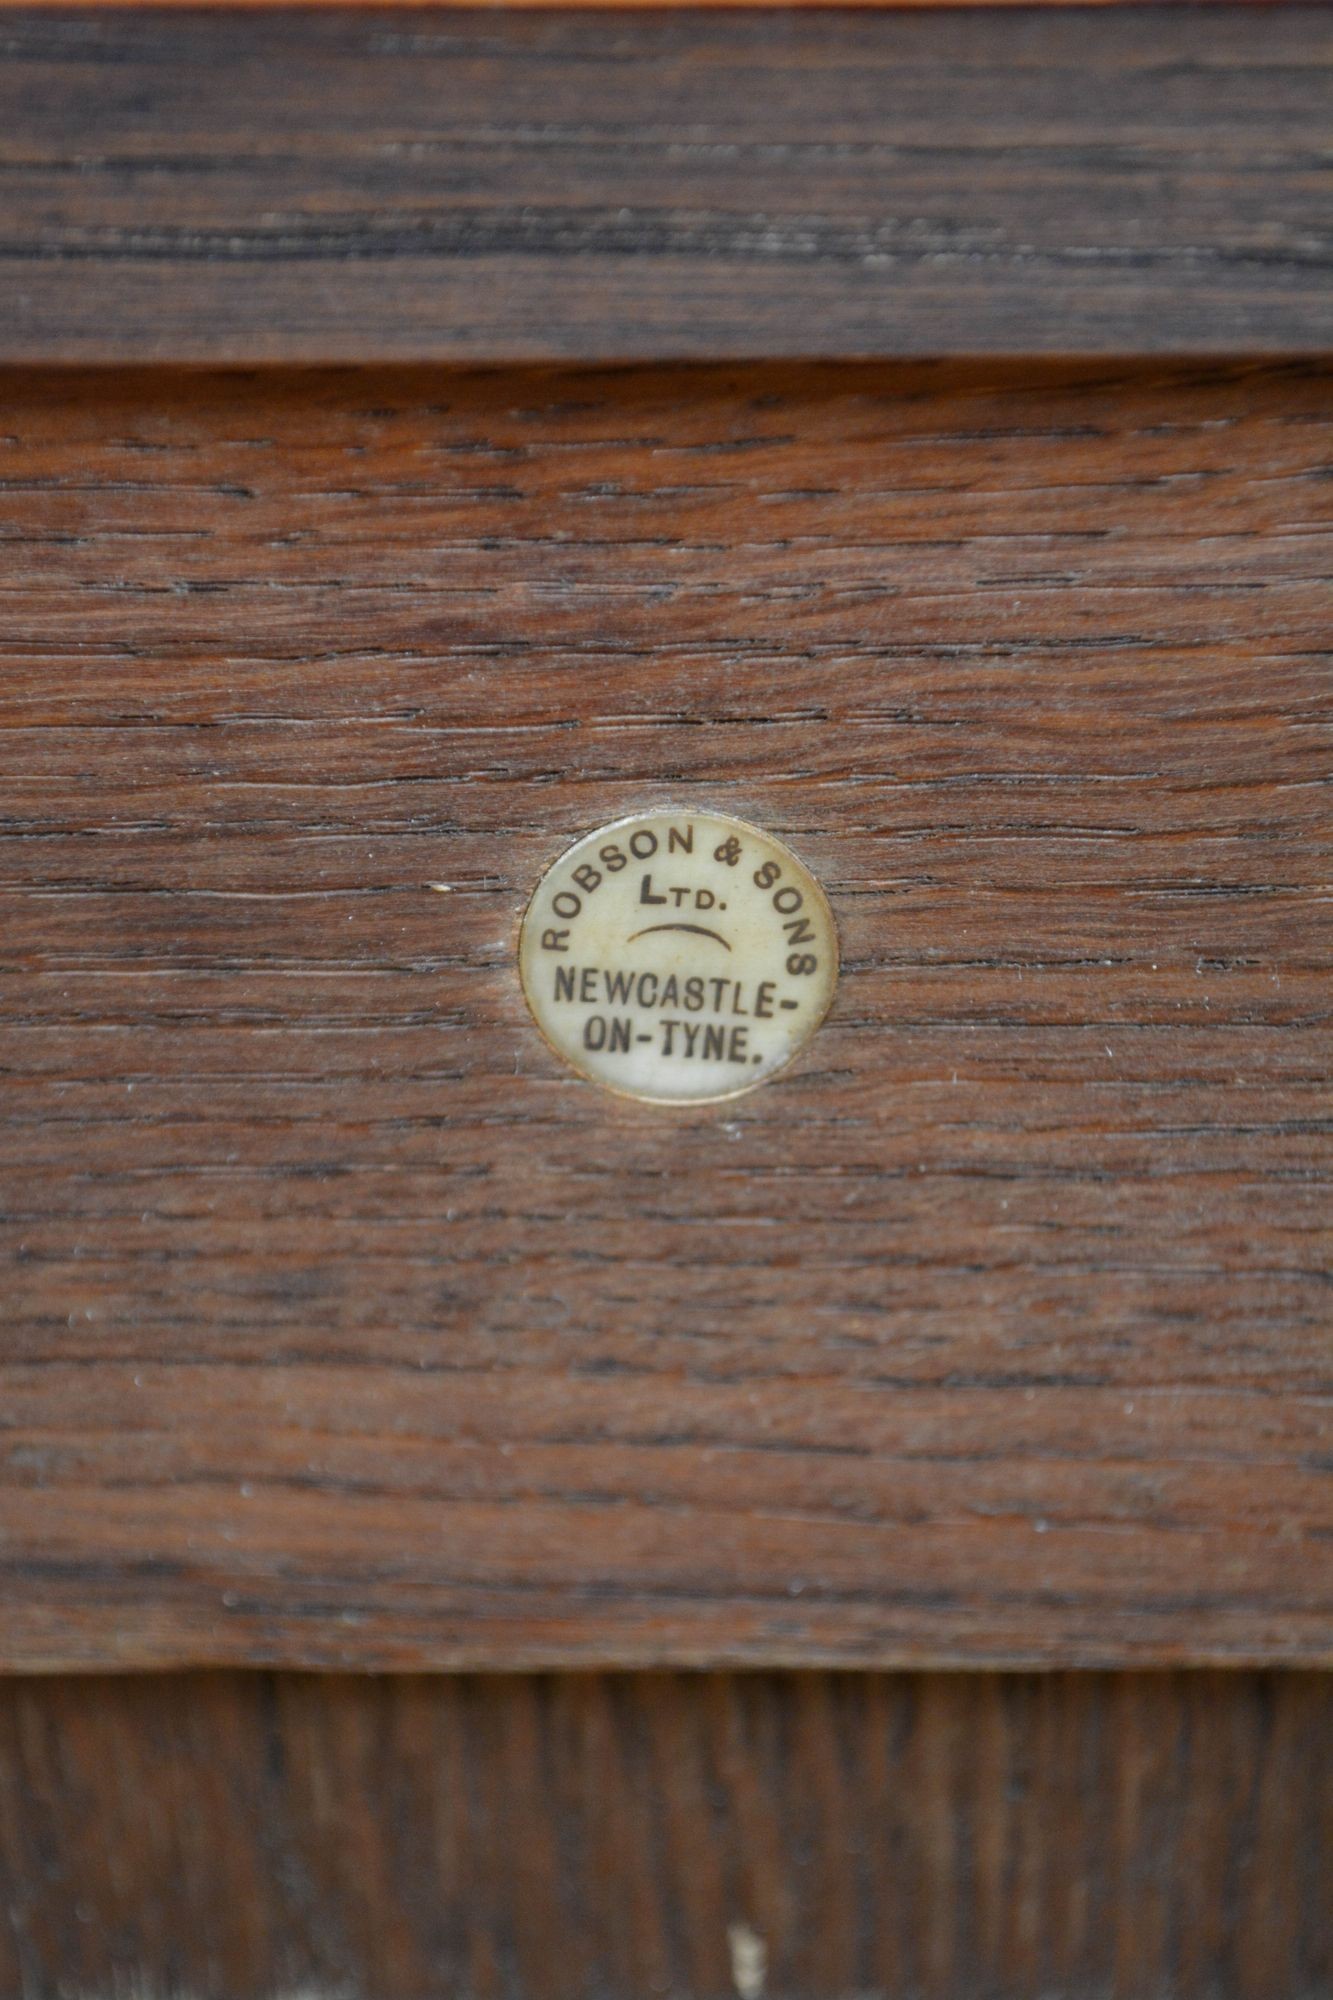 ROBSON & SONS
LTD.
NEWCASTLE-
ON-TYNE.